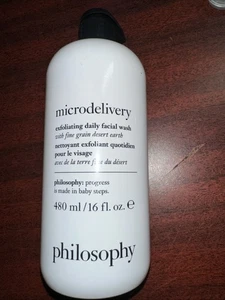 microdelivery
exfoliating daily facial wash
with fine grain desert earth
nettoyant exfoliant quotidien
pour le visage
avec de la terre fine du désert
philosophy: progress
is made in baby steps.
480 ml/16 fl. oz. e
philosophy